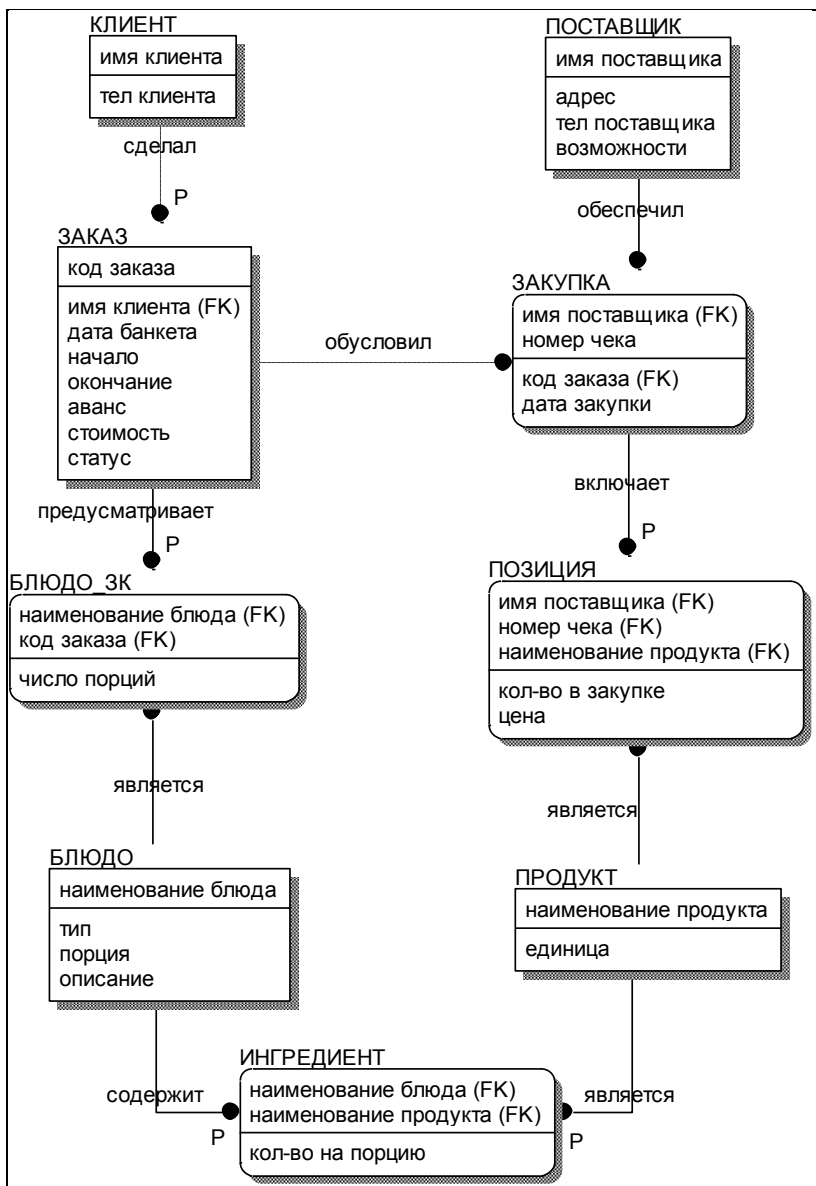 КЛИЕНТ
имя клиента
тел клиента
сделал
P
ПОСТАВЩИК
имя поставщика
адрес
тел поставщика
возможности
обеспечил
ЗАКАЗ
код заказа
имя клиента (FK)
дата банкета
начало
окончание
аванс
стоимость
статус
обусловил
ЗАКУПКА
имя поставщика (FK)
номер чека
код заказа (FK)
дата закупки
предусматривает
P
включает
P
БЛЮДО_ЗК
наименование блюда (FK)
код заказа (FK)
число порций
ПОЗИЦИЯ
имя поставщика (FK)
номер чека (FK)
наименование продукта (FK)
кол-во в закупке
цена
является
является
БЛЮДО
наименование блюда
тип
порция
описание
ПРОДУКТ
наименование продукта
единица
содержит
P
ИНГРЕДИЕНТ
наименование блюда (FK)
наименование продукта (FK)
кол-во на порцию
является
P